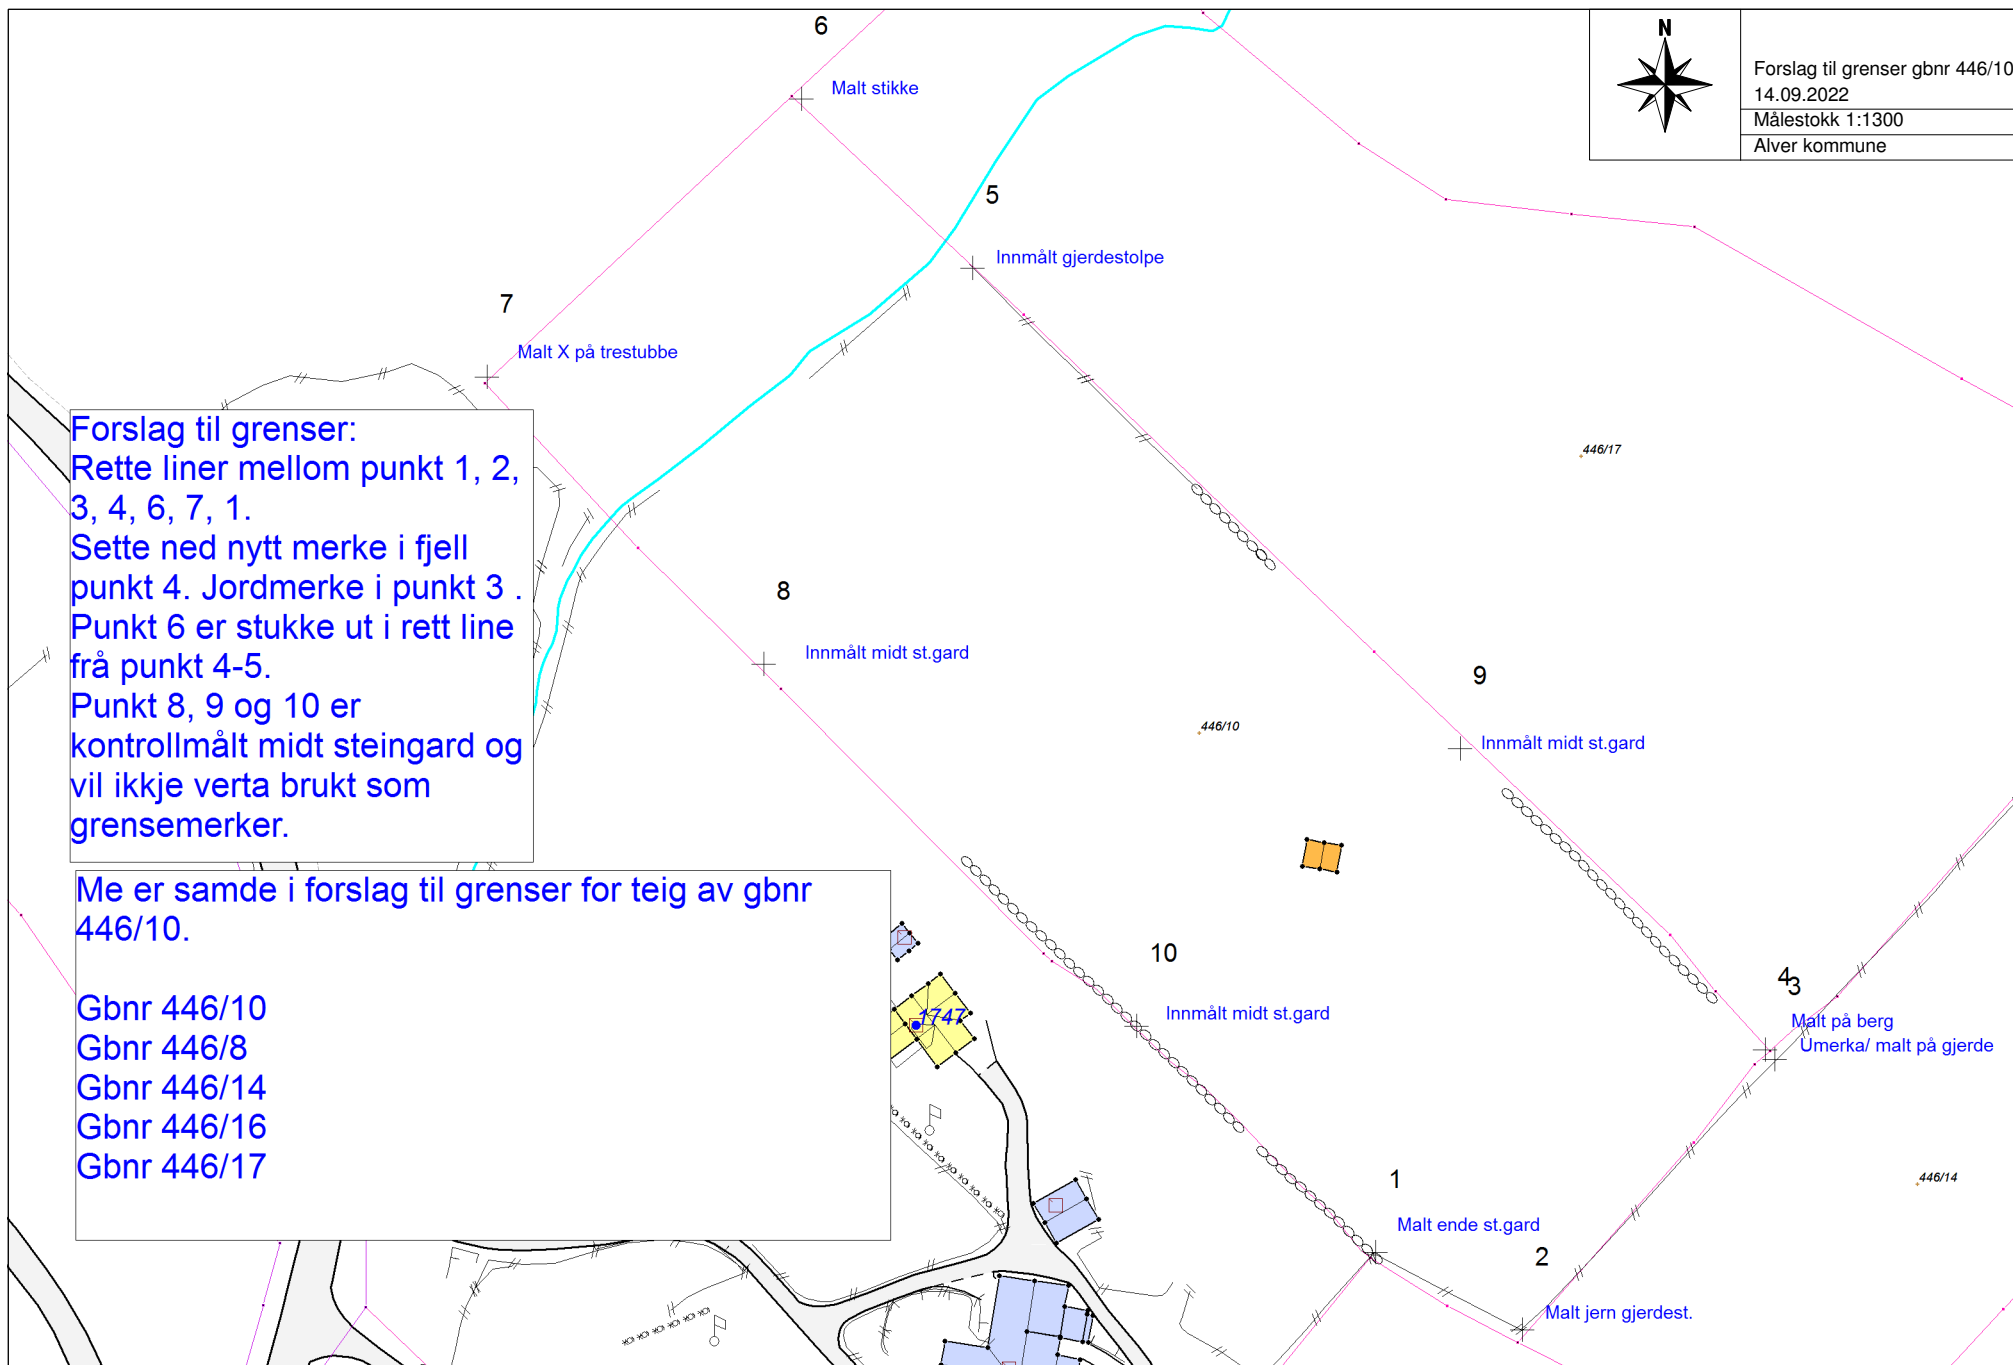 N
Forslag til grenser gbnr 446/10
14.09.2022
Målestokk 1:1300
Alver kommune
6
Malt stikke
5
Innmålt gjerdestolpe
7
Malt X på trestubbe
Forslag til grenser:
Rette liner mellom punkt 1, 2,
3, 4, 6, 7, 1.
Sette ned nytt merke i fjell
punkt 4. Jordmerke i punkt 3 .
Punkt 6 er stukke ut i rett line
frå punkt 4-5.
Punkt 8, 9 og 10 er
kontrollmålt midt steingard og
vil ikkje verta brukt som
grensemerker.
446/17
8
Innmålt midt st.gard
9
446/10
Innmålt midt st.gard
Me er samde i forslag til grenser for teig av gbnr
446/10.
Gbnr 446/10
Gbnr 446/8
Gbnr 446/14
Gbnr 446/16
Gbnr 446/17
10
Innmålt midt st.gard
1747
4
3
Malt på berg
Umerka/ malt på gjerde
1
446/14
Malt ende st.gard
2
Malt jern gjerdest.